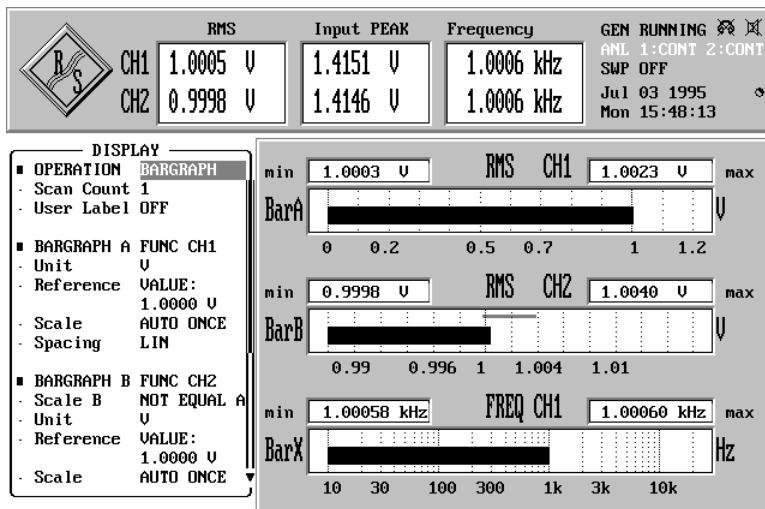 RMS Input PEAK Frequency GEN RUNNING
R S CH1 1.0005 V 1.4151 V 1.0006 kHz ANL 1:CONT 2:CONT
SWP OFF
CH2 0.9998 V 1.4146 V 1.0006 kHz Jul 03 1995
Mon 15:48:13
DISPLAY
OPERATION BARGRAPH
Scan Count 1
User Label OFF
BARGRAPH A FUNC CH1
Unit V
Reference VALUE:
1.0000 V
Scale AUTO ONCE
Spacing LIN
BARGRAPH B FUNC CH2
Scale B NOT EQUAL A
Unit V
Reference VALUE:
1.0000 V
Scale AUTO ONCE
min 1.0003 V RMS CH1 1.0023 V max
BarA V
0 0.2 0.5 0.7 1 1.2
min 0.9998 V RMS CH2 1.0040 V max
BarB V
0.99 0.996 1 1.004 1.01
min 1.00058 kHz FREQ CH1 1.00060 kHz max
BarX Hz
10 30 100 300 1k 3k 10k